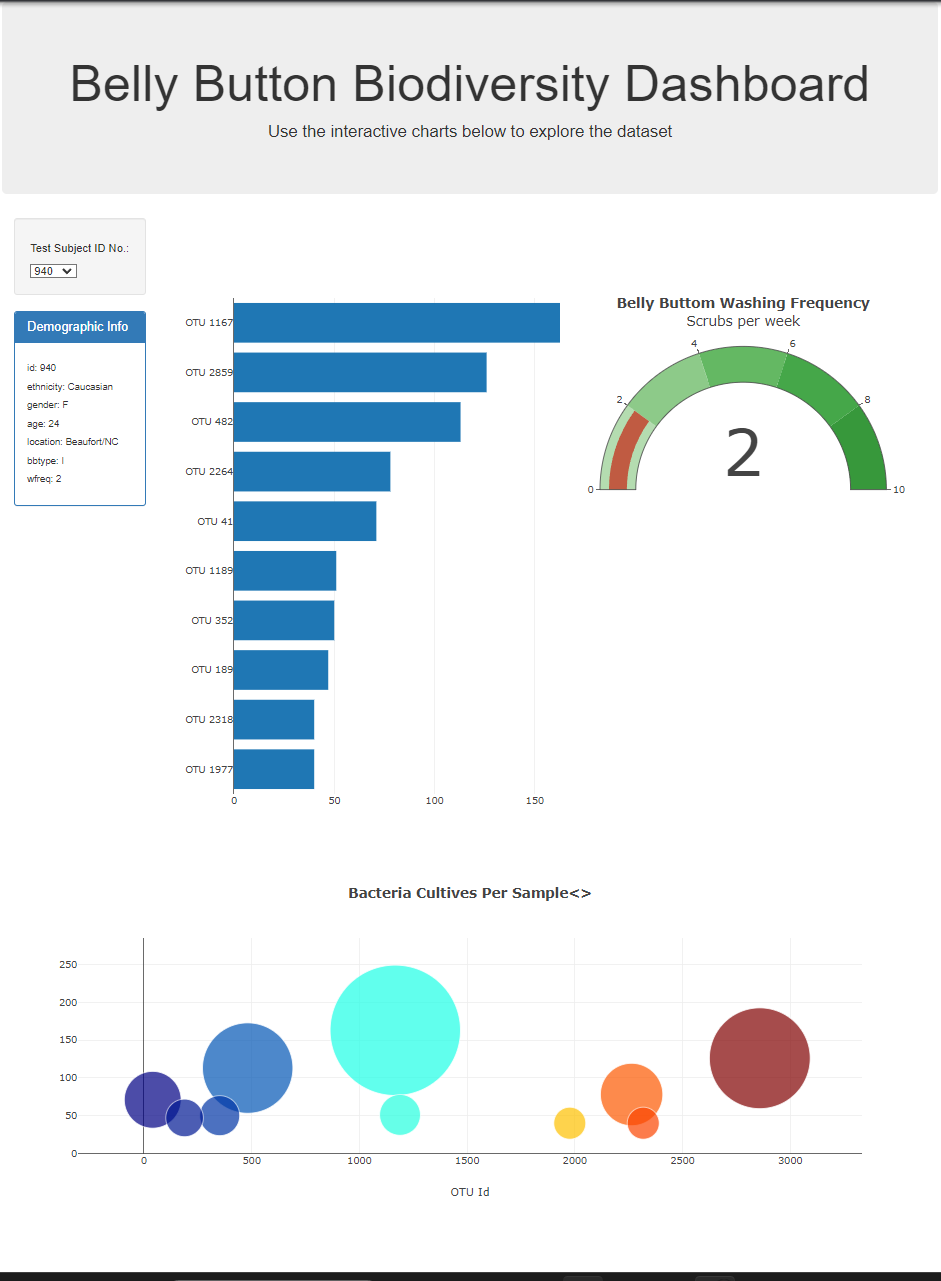 Belly Button Biodiversity Dashboard
Use the interactive charts below to explore the dataset
Test Subject ID No.:
940
Demographic Info
id: 940
ethnicity: Caucasian
gender: F
age: 24
location: Beaufort/NC
bbtype: I
wfreq: 2
OTU 1167
OTU 2859
OTU 482
OTU 2264
OTU 41
OTU 1189
OTU 352
OTU 189
OTU 2318
OTU 1977
0 50 100 150
Belly Buttom Washing Frequency
Scrubs per week
0
2
4
6
8
10
2
Bacteria Cultives Per Sample<>
250
200
150
100
50
0
0 500 1000 1500 2000 2500 3000
OTU Id